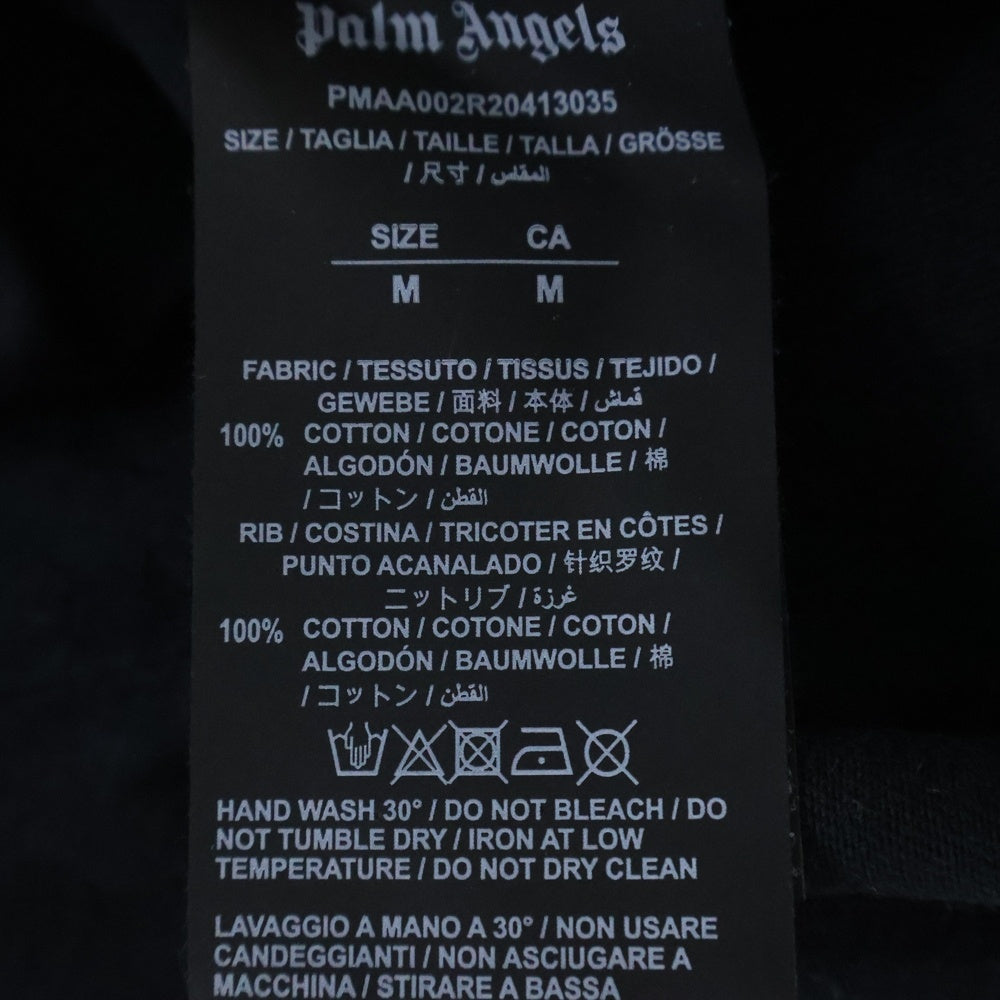 Palm Angels
PMAA002R20413035
SIZE / TAGLIA / TAILLE / TALLA / GRÖSSE
/ 尺寸 / المقاس
SIZE CA
M M
FABRIC / TESSUTO / TISSUS / TEJIDO /
GEWEBE / 面料 / 本体 / قماش
100% COTTON / COTONE / COTON /
ALGODÓN / BAUMWOLLE / 棉
/ コットン / القطن
RIB / COSTINA / TRICOTER EN CÔTES /
PUNTO ACANALADO / 针织罗纹 /
ニットリブ / غرزة
100% COTTON / COTONE / COTON /
ALGODÓN / BAUMWOLLE / 棉
/ コットン / القطن
HAND WASH 30° / DO NOT BLEACH / DO
NOT TUMBLE DRY / IRON AT LOW
TEMPERATURE / DO NOT DRY CLEAN
LAVAGGIO A MANO A 30° / NON USARE
CANDEGGIANTI / NON ASCIUGARE A
MACCHINA / STIRARE A BASSA